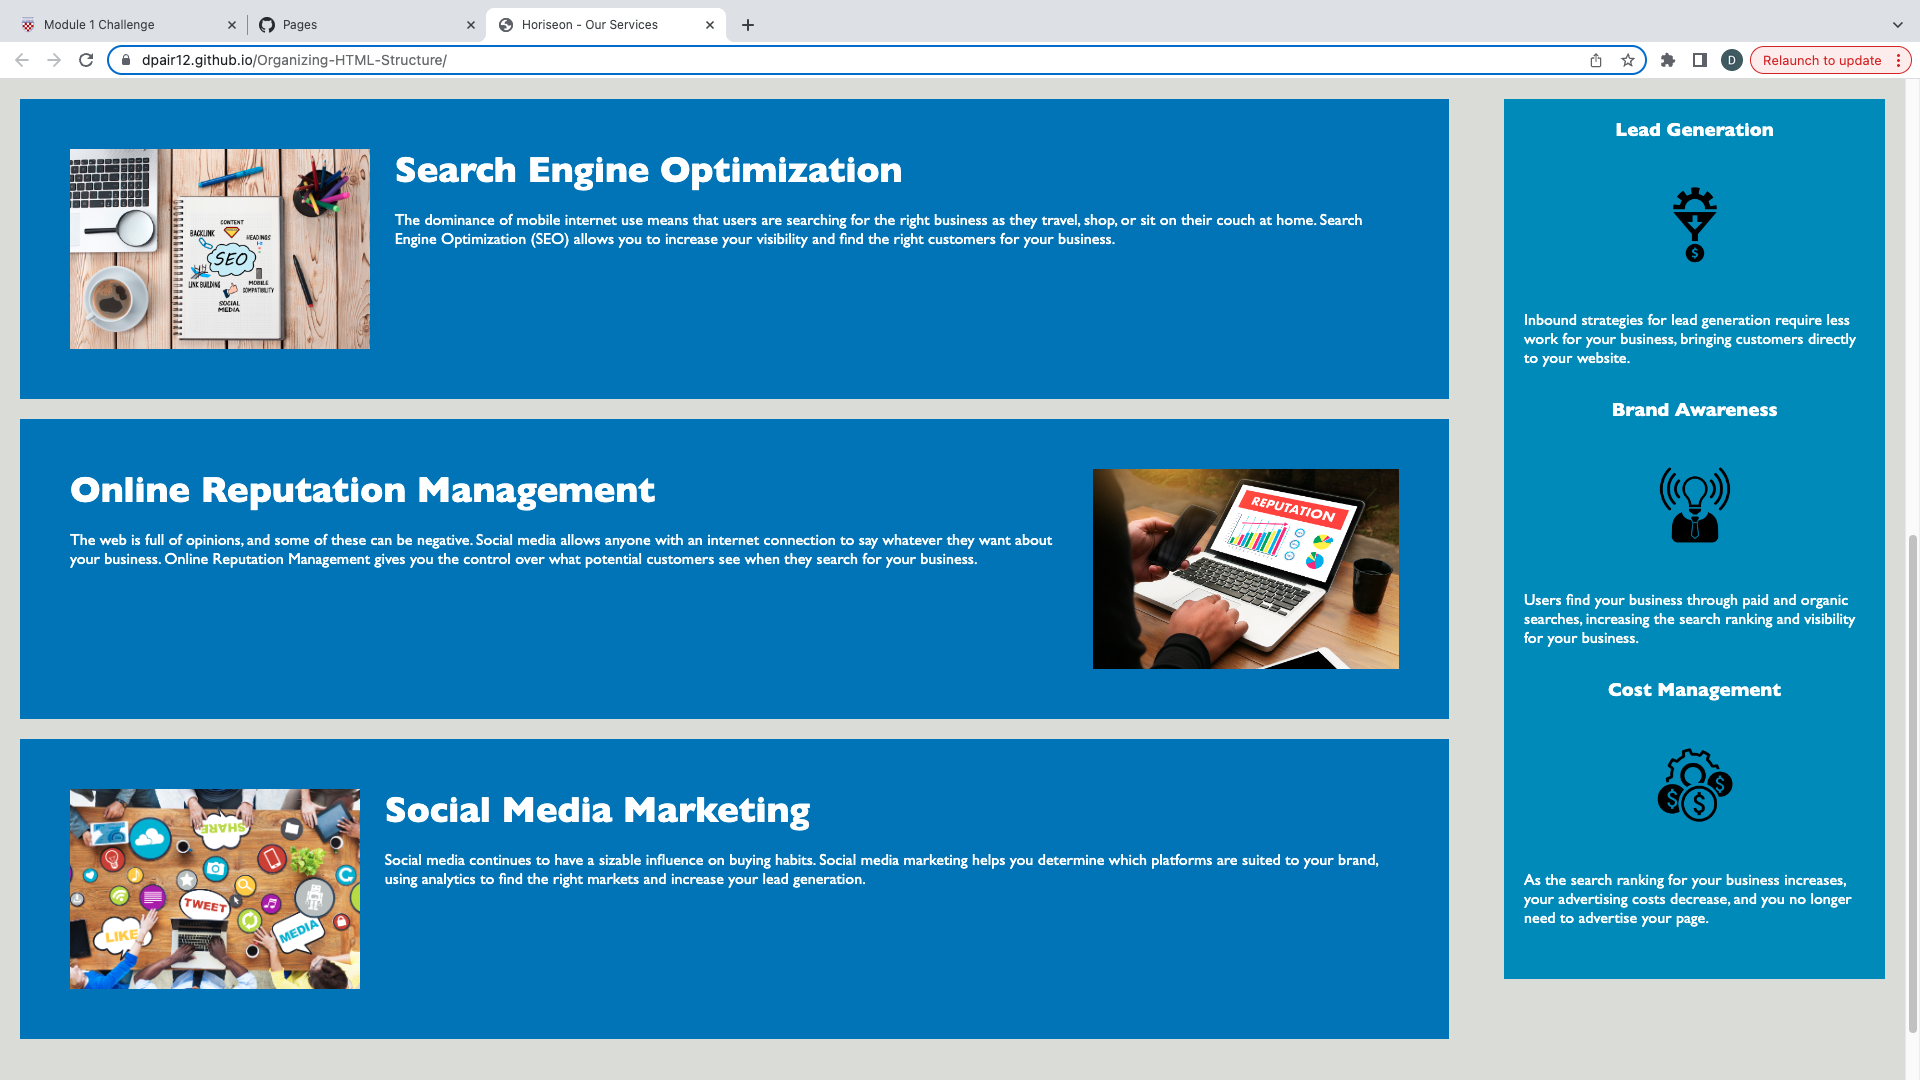 Module 1 Challenge
Pages
Horiseon - Our Services
dpair12.github.io/Organizing-HTML-Structure/
D
Relaunch to update
Search Engine Optimization
The dominance of mobile internet use means that users are searching for the right business as they travel, shop, or sit on their couch at home. Search
Engine Optimization (SEO) allows you to increase your visibility and find the right customers for your business.
CONTENT
BACKLINK
HEADINGS
SEO
LINK BUILDING
MOBILE
COMPATIBILITY
SOCIAL
MEDIA
Online Reputation Management
The web is full of opinions, and some of these can be negative. Social media allows anyone with an internet connection to say whatever they want about
your business. Online Reputation Management gives you the control over what potential customers see when they search for your business.
REPUTATION
Social Media Marketing
Social media continues to have a sizable influence on buying habits. Social media marketing helps you determine which platforms are suited to your brand,
using analytics to find the right markets and increase your lead generation.
SHARE
TWEET
LIKE
MEDIA
Lead Generation
$
Inbound strategies for lead generation require less
work for your business, bringing customers directly
to your website.
Brand Awareness
Users find your business through paid and organic
searches, increasing the search ranking and visibility
for your business.
Cost Management
$
$
$
As the search ranking for your business increases,
your advertising costs decrease, and you no longer
need to advertise your page.